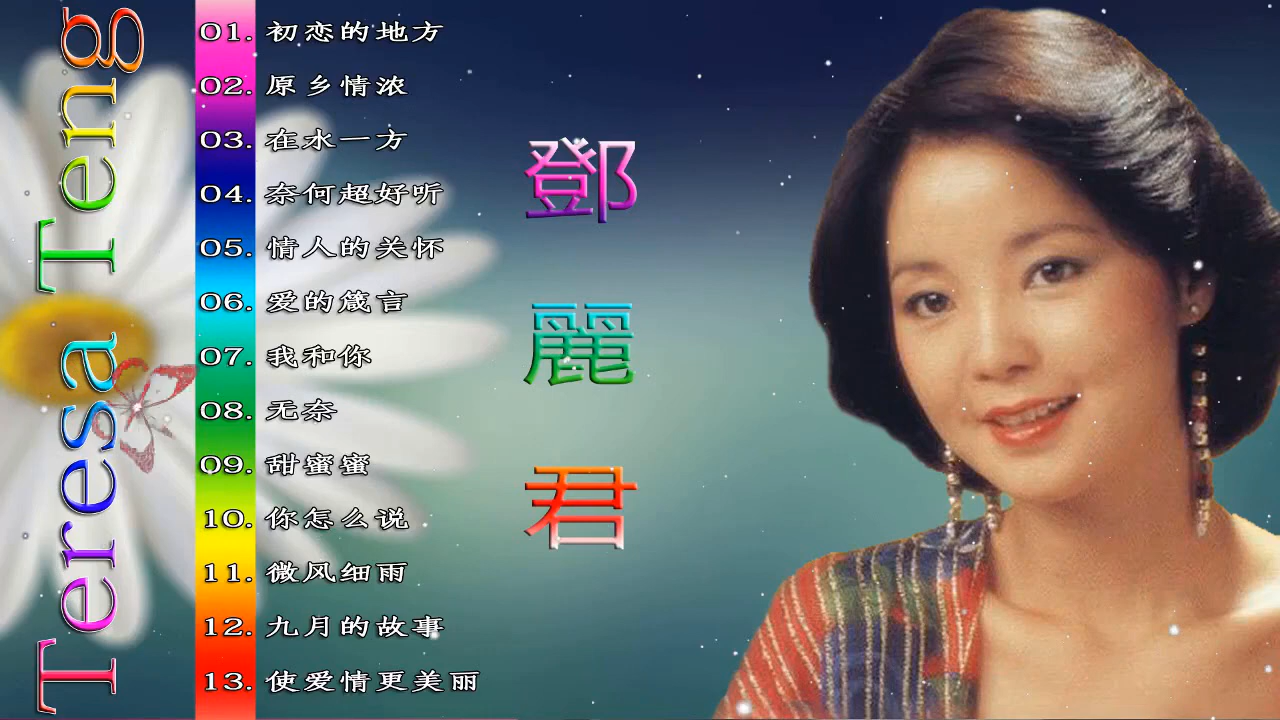 Teresa Teng
01. 初恋的地方
02. 原乡情浓
03. 在水一方
04. 奈何超好听
05. 情人的关怀
06. 爱的箴言
07. 我和你
08. 无奈
09. 甜蜜蜜
10. 你怎么说
11. 微风细雨
12. 九月的故事
13. 使爱情更美丽
鄧麗君